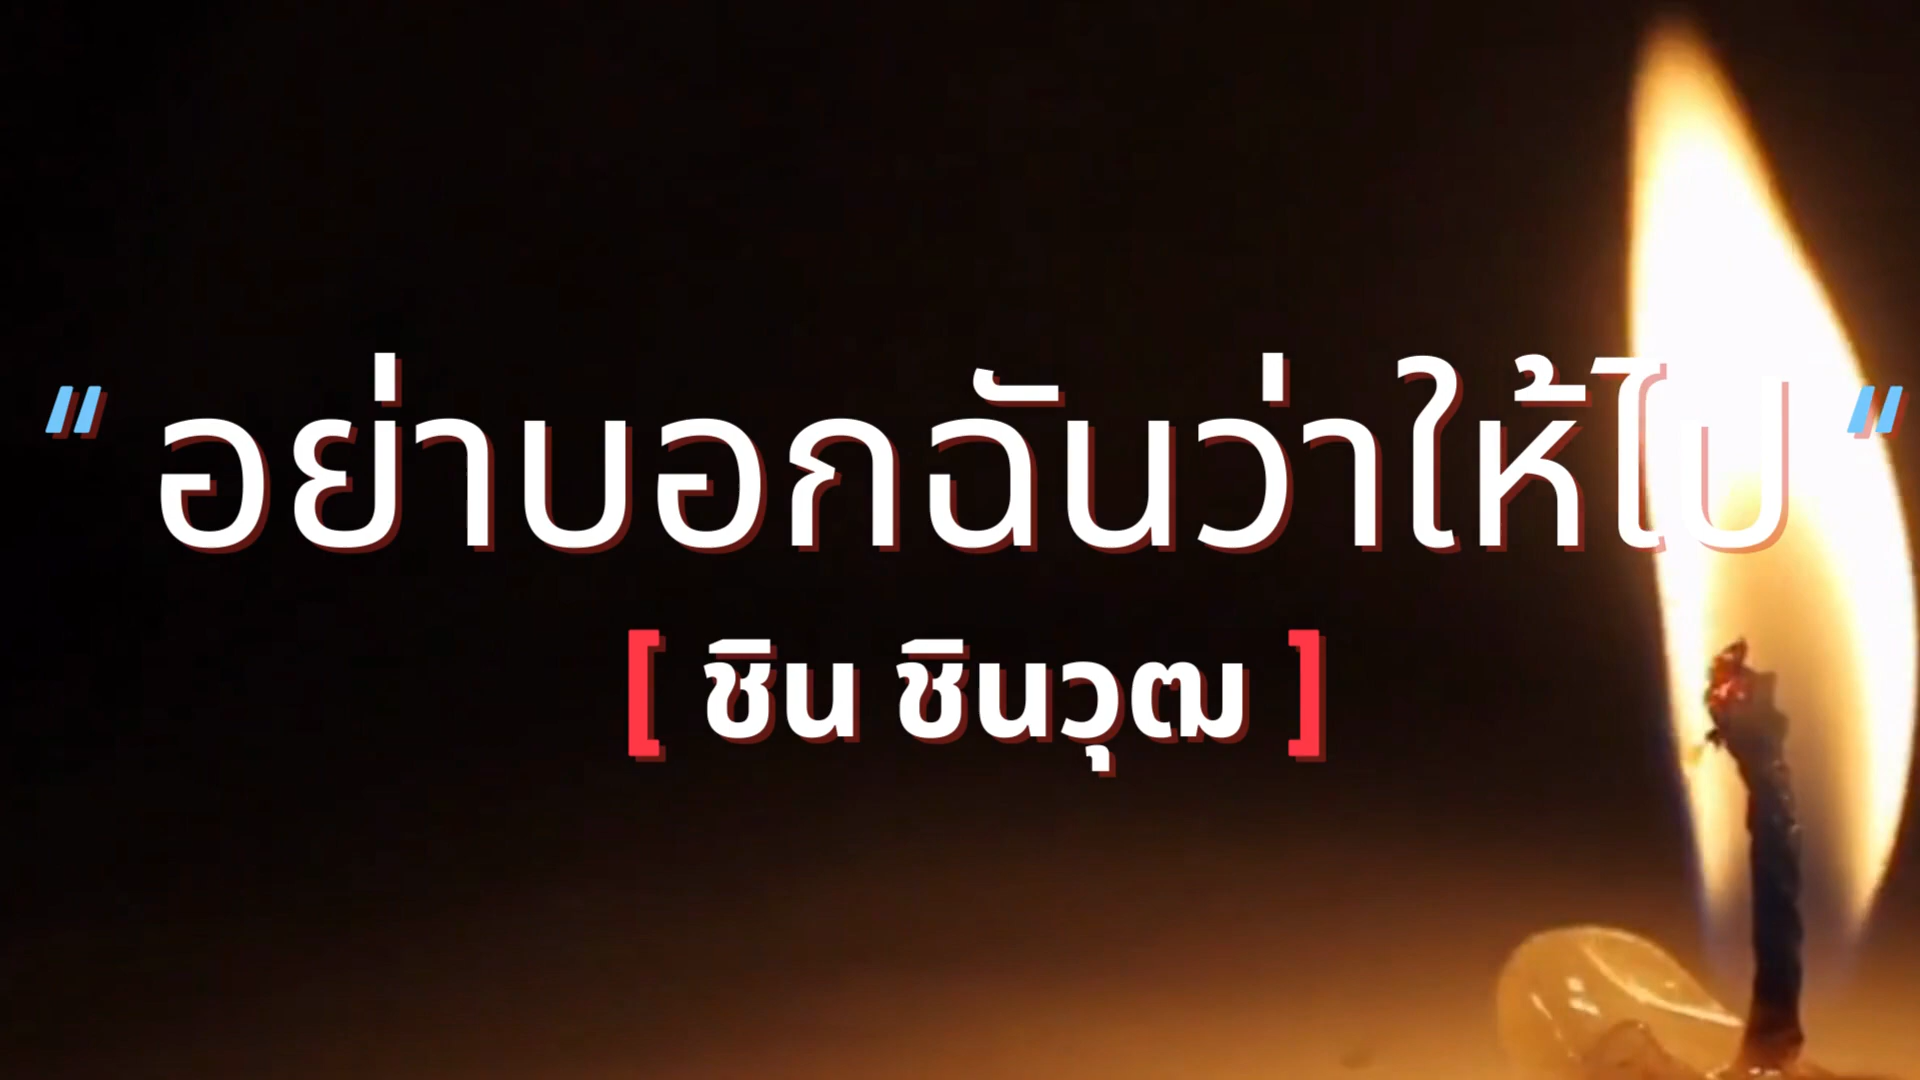 " อย่าบอกฉันว่าให้ไป "
[ ชิน ชินวุฒ ]